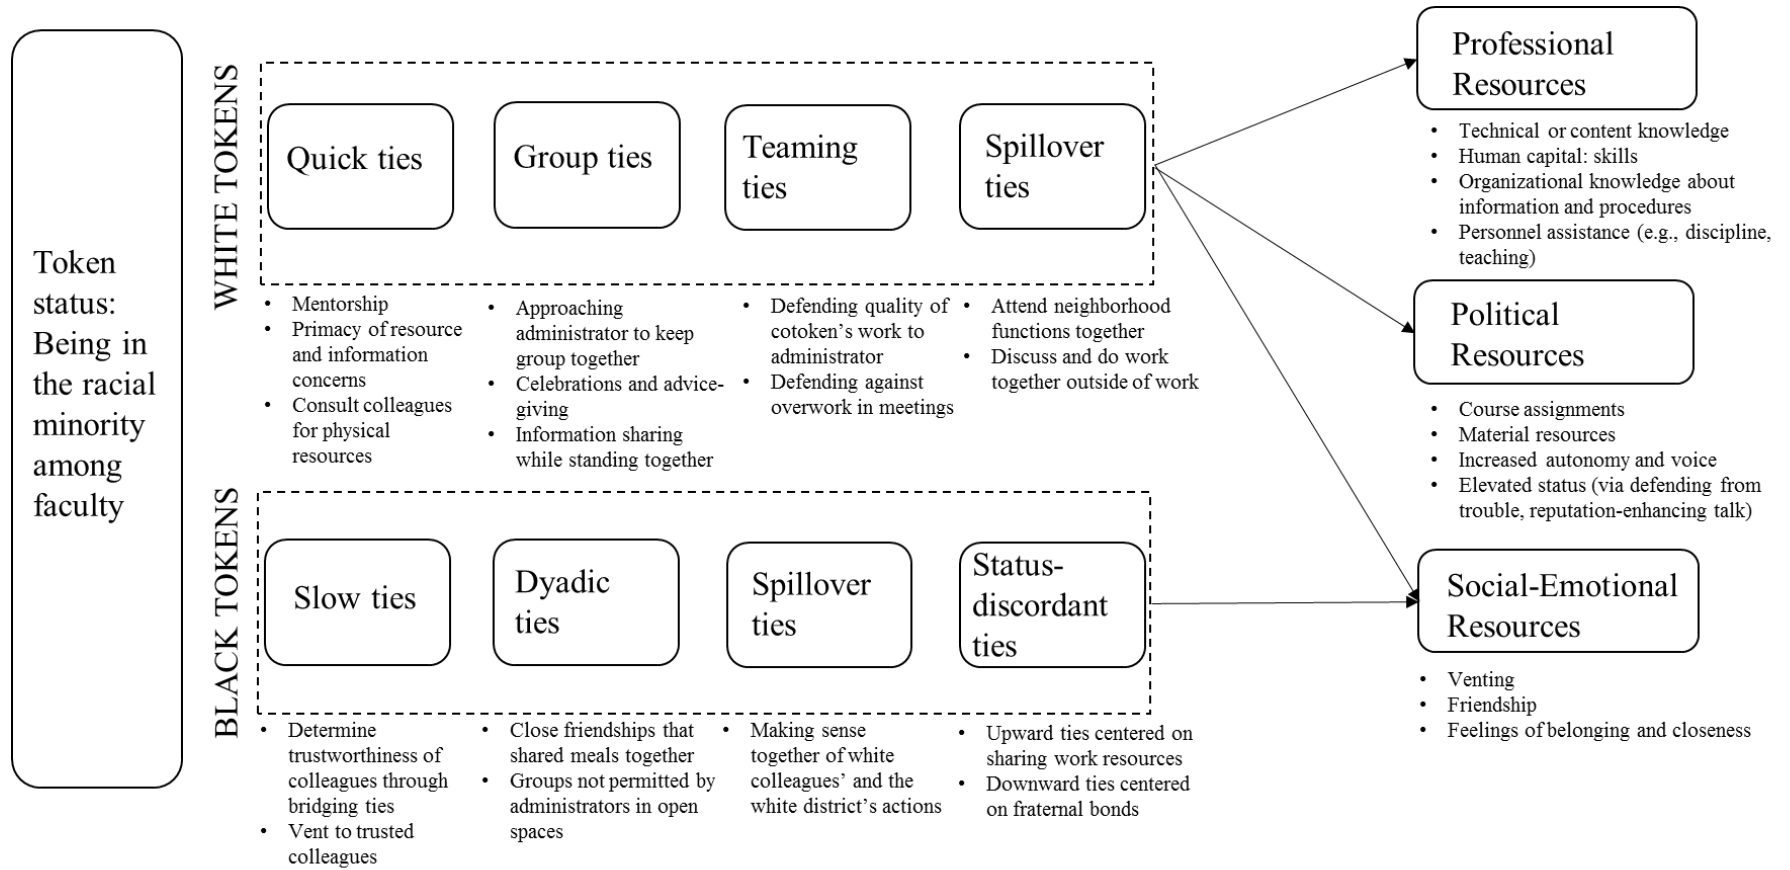 Token
status:
Being in
the racial
minority
among
faculty
WHITE TOKENS
Quick ties
• Mentorship
• Primacy of resource
and information
concerns
• Consult colleagues
for physical
resources
Group ties
• Approaching
administrator to keep
group together
• Celebrations and advice-
giving
• Information sharing
while standing together
Teaming
ties
• Defending quality of
cotoken’s work to
administrator
• Defending against
overwork in meetings
Spillover
ties
• Attend neighborhood
functions together
• Discuss and do work
together outside of work
BLACK TOKENS
Slow ties
• Determine
trustworthiness of
colleagues through
bridging ties
• Vent to trusted
colleagues
Dyadic
ties
• Close friendships that
shared meals together
• Groups not permitted by
administrators in open
spaces
Spillover
ties
• Making sense
together of white
colleagues’ and the
white district’s actions
Status-
discordant
ties
• Upward ties centered on
sharing work resources
• Downward ties centered
on fraternal bonds
Professional
Resources
• Technical or content knowledge
• Human capital: skills
• Organizational knowledge about
information and procedures
• Personnel assistance (e.g., discipline,
teaching)
Political
Resources
• Course assignments
• Material resources
• Increased autonomy and voice
• Elevated status (via defending from
trouble, reputation-enhancing talk)
Social-Emotional
Resources
• Venting
• Friendship
• Feelings of belonging and closeness